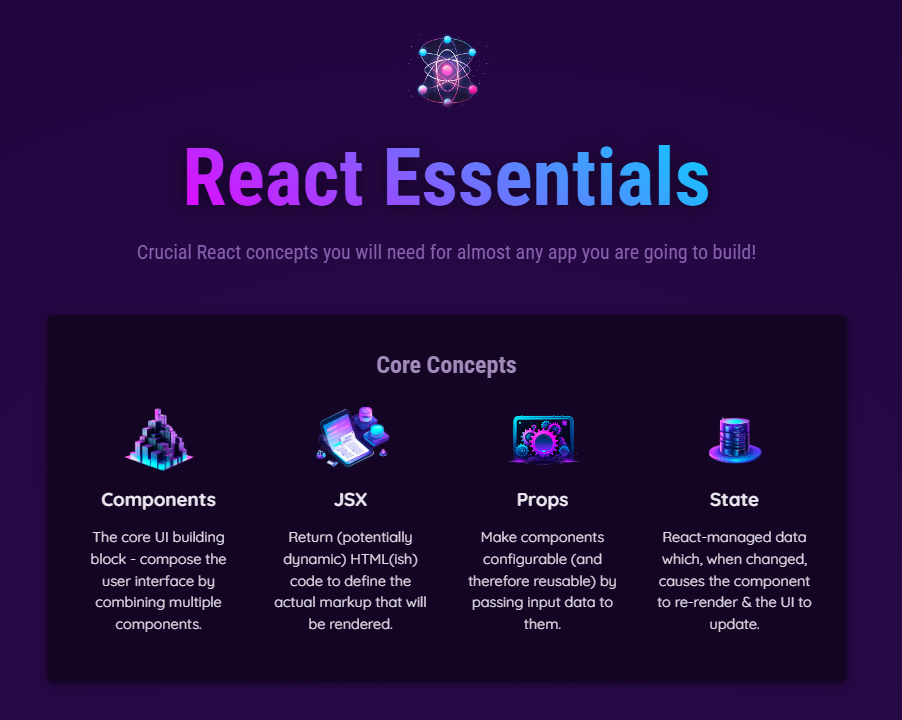 React Essentials
Crucial React concepts you will need for almost any app you are going to build!
Core Concepts
Components
The core UI building
block - compose the
user interface by
combining multiple
components.
JSX
Return (potentially
dynamic) HTML(ish)
code to define the
actual markup that will
be rendered.
Props
Make components
configurable (and
therefore reusable) by
passing input data to
them.
State
React-managed data
which, when changed,
causes the component
to re-render & the UI to
update.